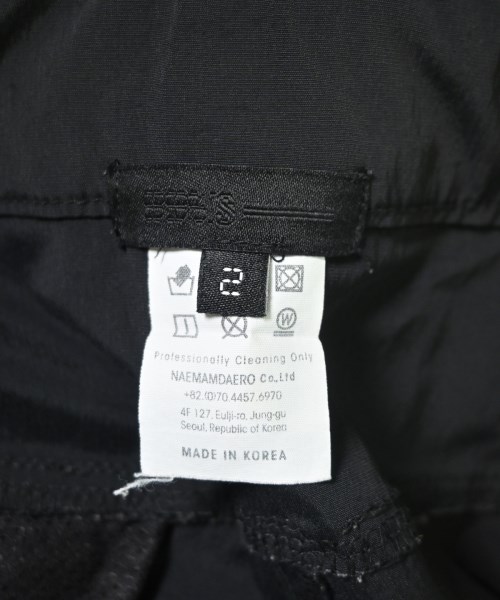 2
W
Professionally Cleaning Only
NAEMAMDAERO Co.,Ltd
+82.(0)70.4457.6970
4F 127, Eulji-ro, Jung-gu
Seoul, Republic of Korea
MADE IN KOREA